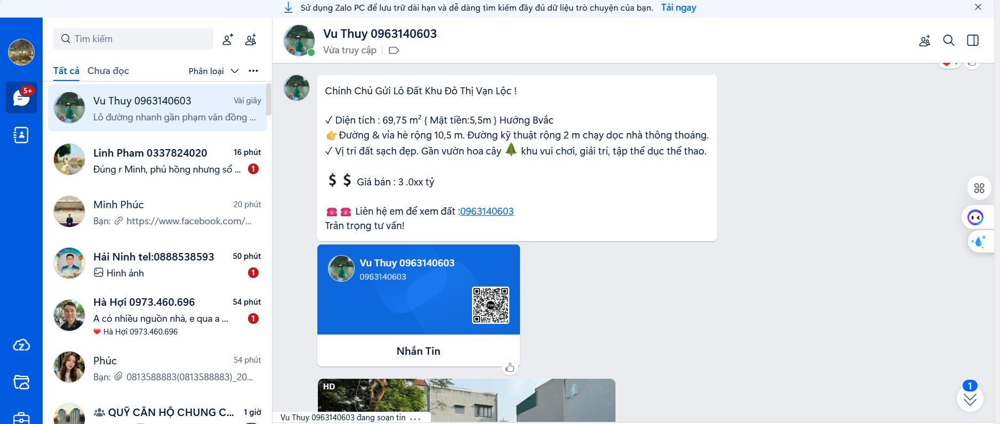 Sử dụng Zalo PC để lưu trữ dài hạn và dễ dàng tìm kiếm đầy đủ dữ liệu trò chuyện của bạn. Tải ngay
Tìm kiếm
Tất cả Chưa đọc Phân loại
5+
Vu Thuy 0963140603 Vài giây
Lô đường nhanh gần phạm văn đồng ...
Linh Pham 0337824020 16 phút
Đúng r Minh, phủ hồng nhưng sổ ... 1
Minh Phúc 20 phút
Bạn: https://www.facebook.com/...
Hải Ninh tel:0888538593 50 phút
Hình ảnh 1
Hà Hợi 0973.460.696 54 phút
A có nhiều nguồn nhà, e qua a ... 1
Hà Hợi 0973.460.696
Phúc 54 phút
Bạn: 0813588883(0813588883)_20...
QUỸ CĂN HỘ CHUNG C... 1 giờ
Vu Thuy 0963140603
Vừa truy cập
Chính Chủ Gửi Lô Đất Khu Đô Thị Vạn Lộc !
✓ Diện tích : 69,75 m² { Mặt tiền:5,5m } Hướng Bvắc
👉Đường & vỉa hè rộng 10,5 m. Đường kỹ thuật rộng 2 m chạy dọc nhà thông thoáng.
✓ Vị trí đất sạch đẹp. Gần vườn hoa cây 🌲 khu vui chơi, giải trí, tập thể dục thể thao.
💲💲 Giá bán : 3 .0xx tỷ
☎️☎️ Liên hệ em để xem đất :0963140603
Trân trọng tư vấn!
Vu Thuy 0963140603
0963140603
Zalo
Nhắn Tin
HD
Vu Thuy 0963140603 đang soạn tin
1